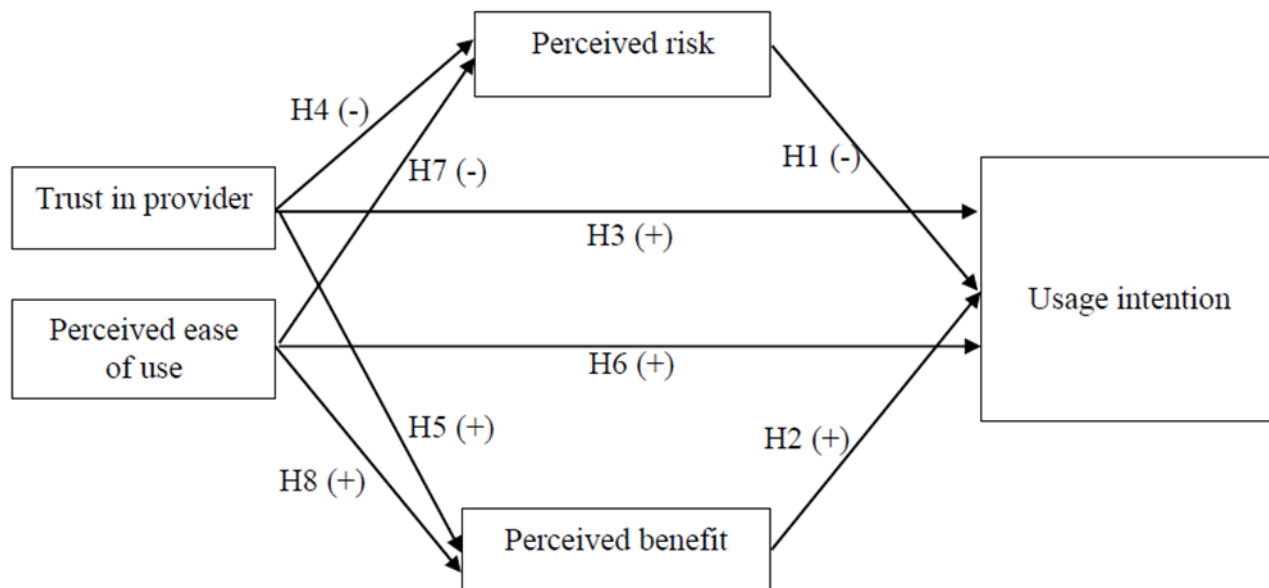 Perceived risk
H4 (-)
H7 (-)
H1 (-)
Trust in provider
H3 (+)
Usage intention
Perceived ease
of use
H6 (+)
H5 (+)
H2 (+)
H8 (+)
Perceived benefit